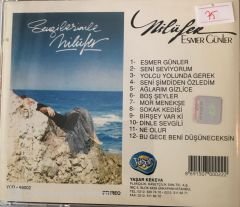 Sevgilerimle
Nilüfer
75
Nilüfer
ESMER GÜNLER
1- ESMER GÜNLER
2- SENİ SEVİYORUM
3- YOLCU YOLUNDA GEREK
4- SENİ ŞİMDİDEN ÖZLEDİM
5- AĞLARIM GİZLİCE
6- BOŞ ŞEYLER
7- MOR MENEKŞE
8- SOKAK KEDİSİ
9- BİRŞEY VAR Kİ
10- DİNLE SEVGİLİ
11- NE OLUR
12- BU GECE BENİ DÜŞÜNECEKSİN
YAŞAR KEKEVA